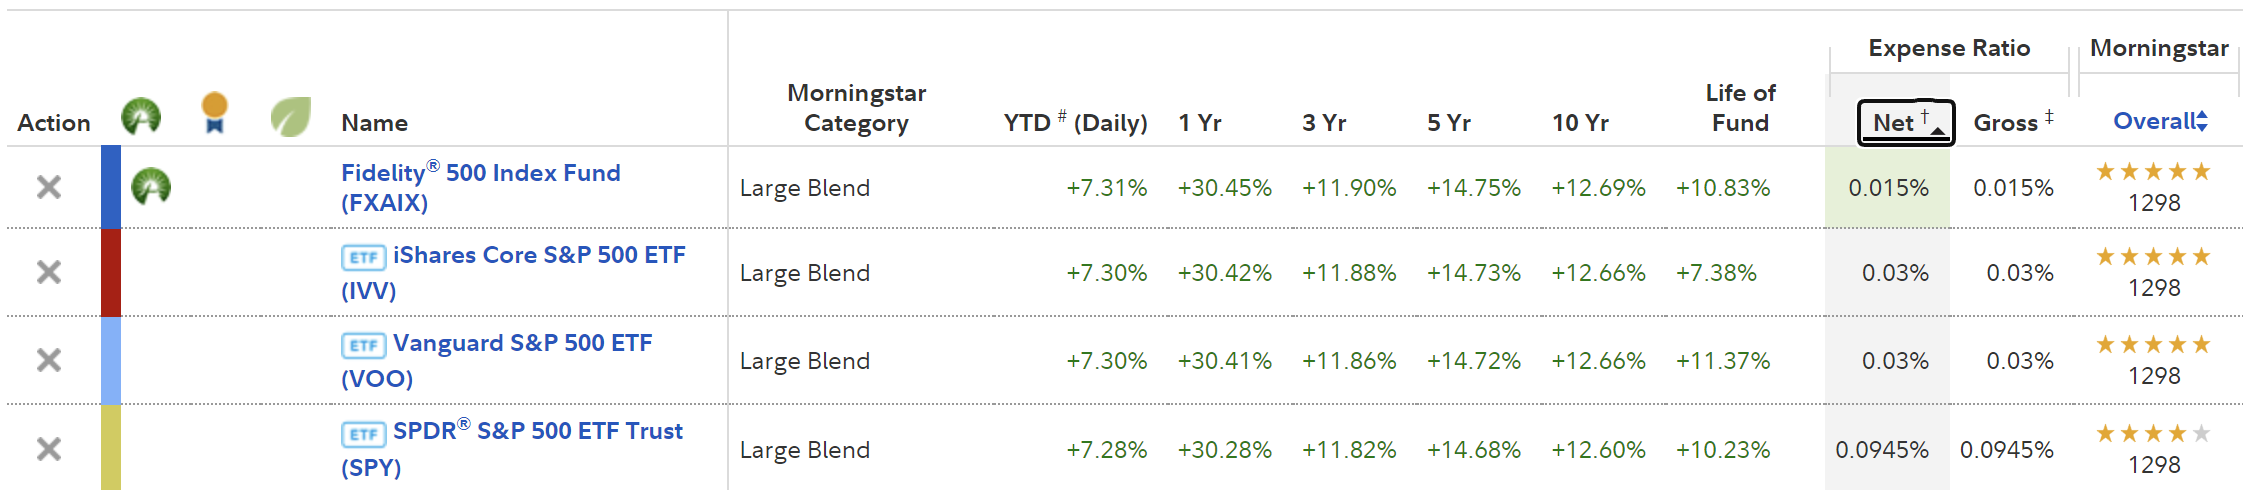 Expense Ratio Morningstar
Morningstar Life of
Action Name Category YTD # (Daily) 1 Yr 3 Yr 5 Yr 10 Yr Fund Net † Gross ‡ Overall
Fidelity® 500 Index Fund
(FXAIX) Large Blend +7.31% +30.45% +11.90% +14.75% +12.69% +10.83% 0.015% 0.015% 1298
ETF iShares Core S&P 500 ETF
(IVV) Large Blend +7.30% +30.42% +11.88% +14.73% +12.66% +7.38% 0.03% 0.03% 1298
ETF Vanguard S&P 500 ETF
(VOO) Large Blend +7.30% +30.41% +11.86% +14.72% +12.66% +11.37% 0.03% 0.03% 1298
ETF SPDR® S&P 500 ETF Trust
(SPY) Large Blend +7.28% +30.28% +11.82% +14.68% +12.60% +10.23% 0.0945% 0.0945% 1298